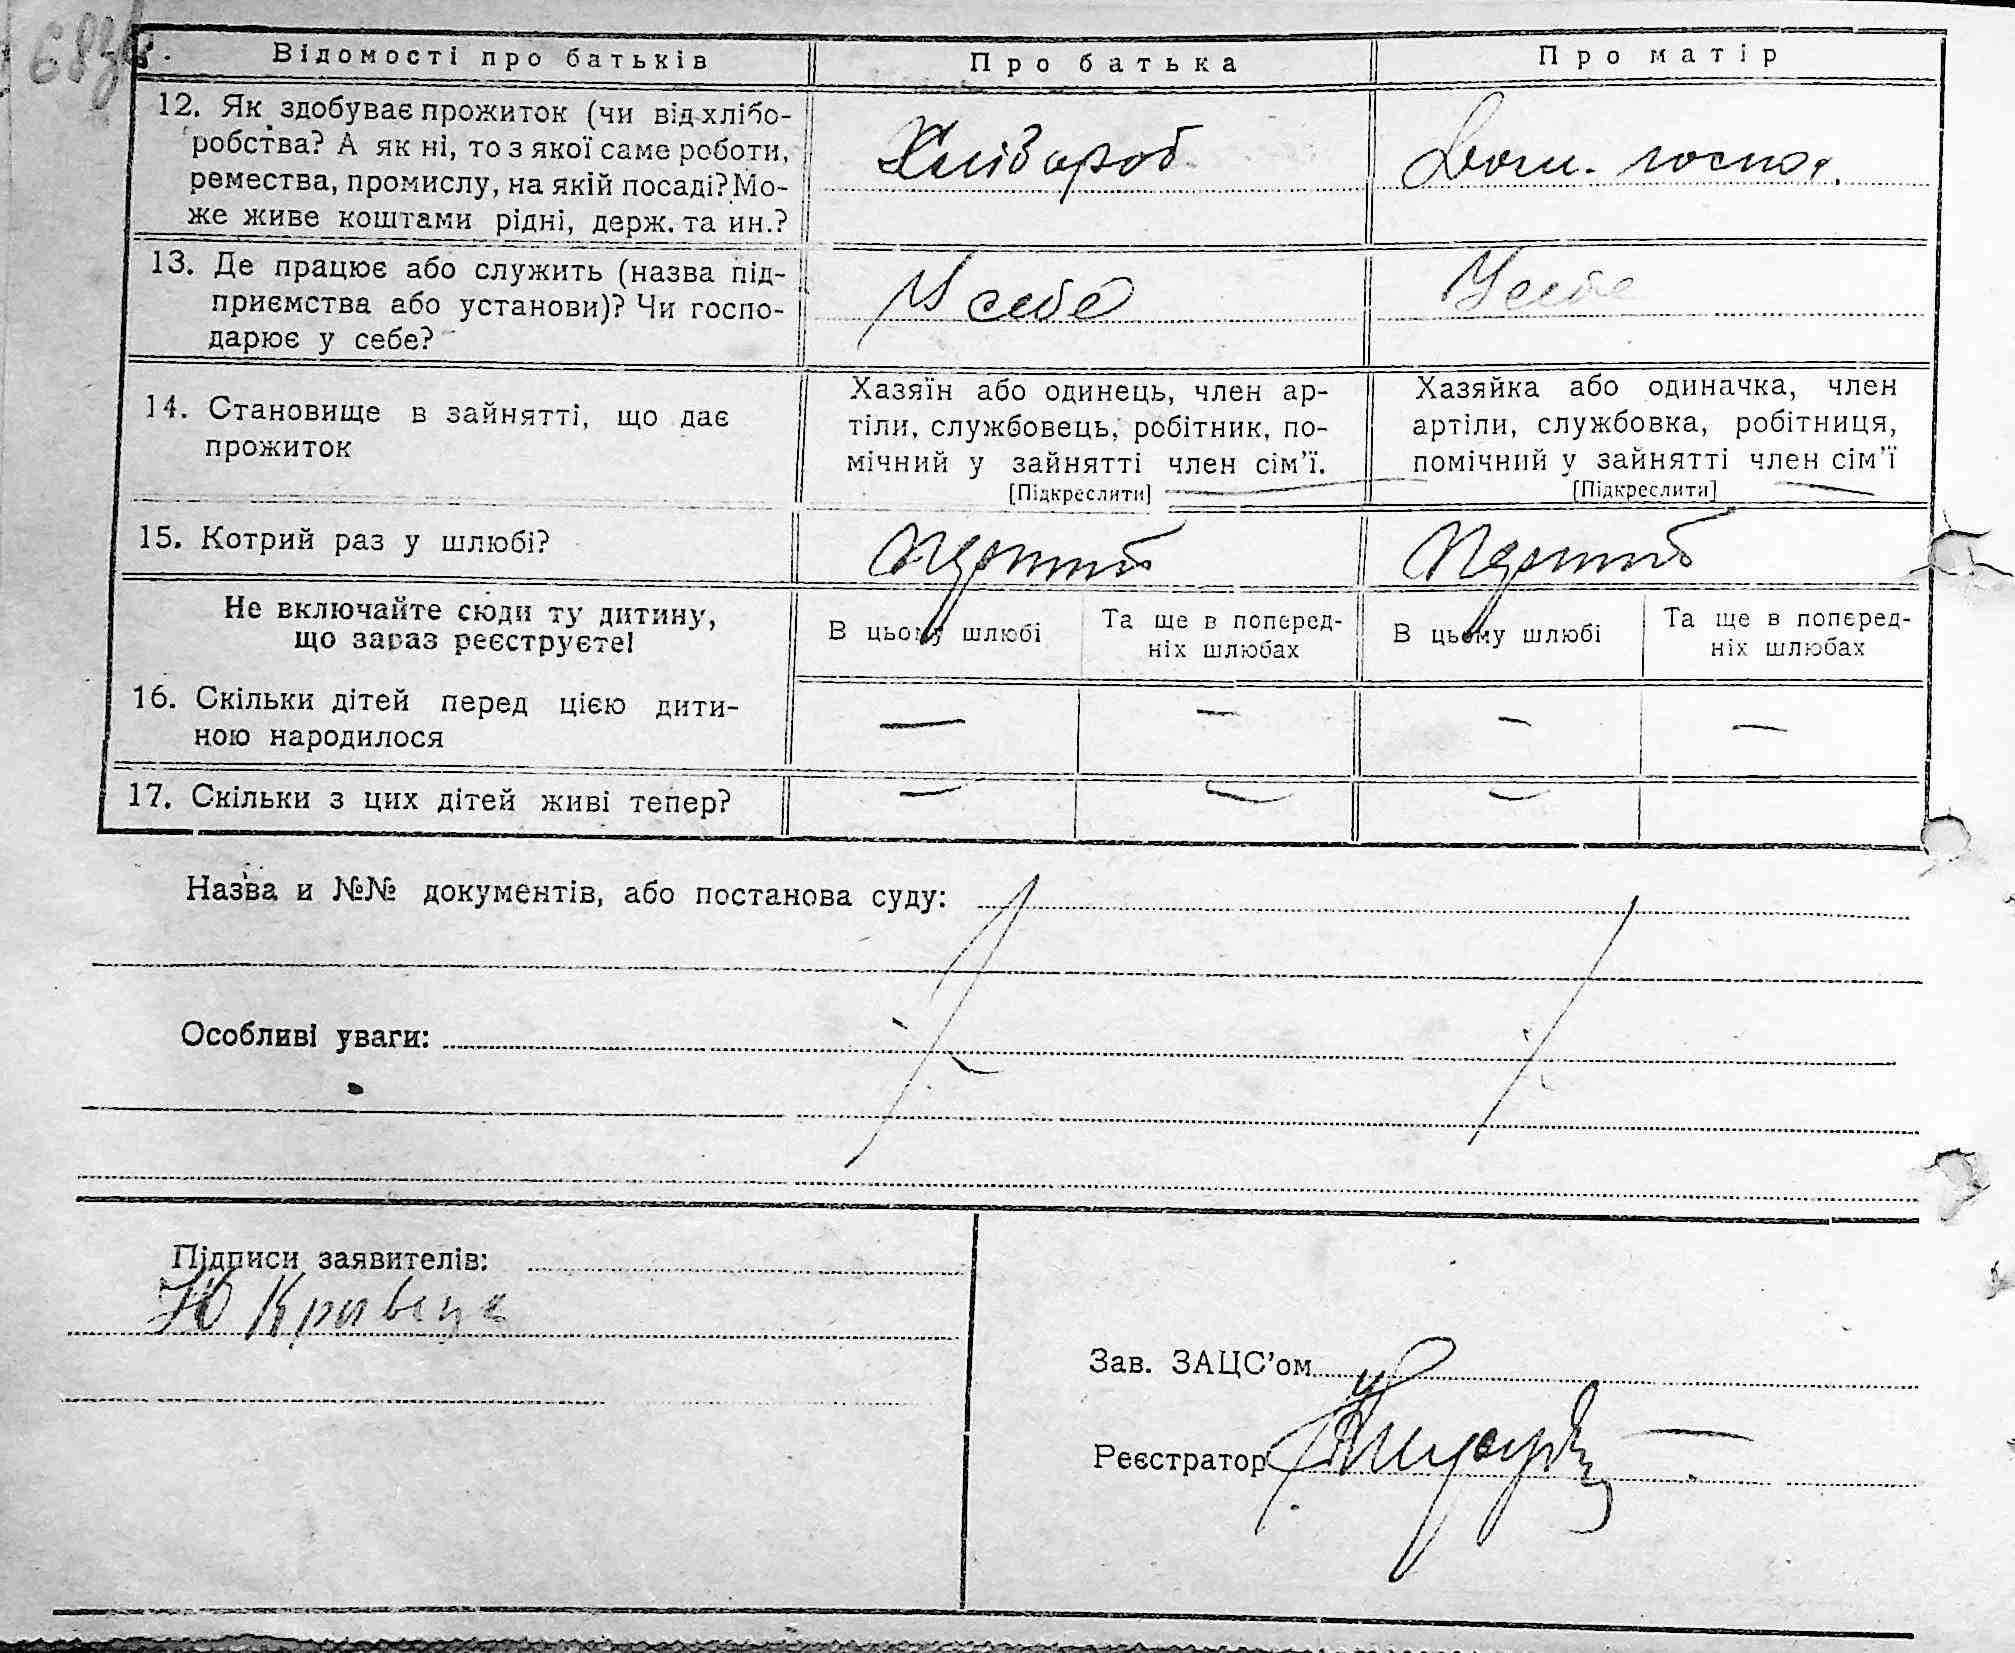 Відомості про батьків
Про батька
Про матір
12. Як здобуває прожиток (чи від хлібо-
робства? А як ні, то з якої саме роботи,
ремества, промислу, на якій посаді? Мо-
же живе коштами рідні, держ. та ин.?
Хлібороб
Дом. госпо.
13. Де працює або служить (назва під-
приємства або установи)? Чи госпо-
дарює у себе?
У себе
У себе
14. Становище в зайнятті, що дає
прожиток
Хазяїн або одинець, член ар-
тіли, службовець, робітник, по-
мічний у зайнятті член сім’ї.
[Підкреслити]
Хазяйка або одиначка, член
артіли, службовка, робітниця,
помічний у зайнятті член сім’ї
[Підкреслити]
15. Котрий раз у шлюбі?
Перший
Перший
Не включайте сюди ту дитину,
що зараз реєструєте!
В цьому шлюбі
Та ще в поперед-
ніх шлюбах
В цьому шлюбі
Та ще в поперед-
ніх шлюбах
16. Скільки дітей перед цією дити-
ною народилося
— — — —
17. Скільки з цих дітей живі тепер?
— — —
Назва и №№ документів, або постанова суду:
Особливі уваги:
Підписи заявителів:
Ю Кривеця
Зав. ЗАЦС’ом
Реєстратор